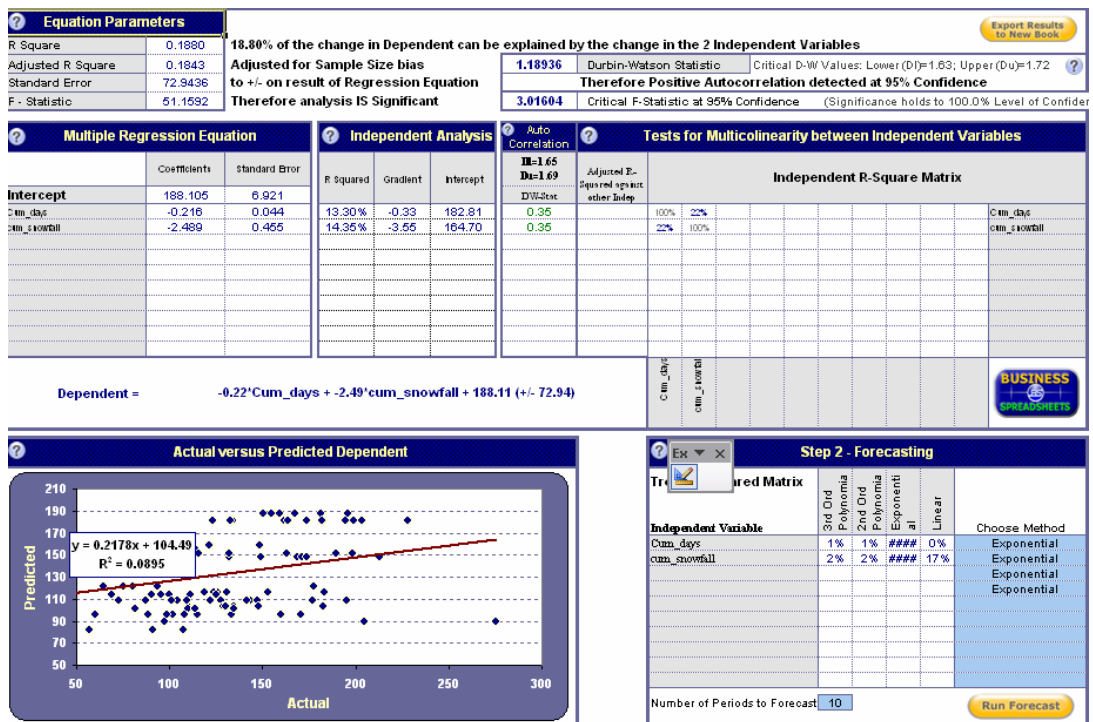 Equation Parameters
Export Results
to New Book
R Square 0.1880 18.80% of the change in Dependent can be explained by the change in the 2 Independent Variables
Adjusted R Square 0.1843 Adjusted for Sample Size bias 1.18936 Durbin-Watson Statistic Critical D-W Values: Lower (Dl)=1.63; Upper (Du)=1.72
Standard Error 72.9436 to +/- on result of Regression Equation Therefore Positive Autocorrelation detected at 95% Confidence
F - Statistic 51.1592 Therefore analysis IS Significant 3.01604 Critical F-Statistic at 95% Confidence (Significance holds to 100.0% Level of Confiden
Multiple Regression Equation Independent Analysis Auto Correlation Tests for Multicolinearity between Independent Variables
Coefficients Standard Error R Squared Gradient Intercept Du=1.69 DW-Stat Adjusted R-Squared against other Indep Independent R-Square Matrix
Intercept 188.105 6.921
Cum_days -0.216 0.044 13.30% -0.33 182.81 0.35 100% 22% Cum_days
cum_snowfall -2.489 0.455 14.35% -3.55 164.70 0.35 22% 100% cum_snowfall
Cum_days
cum_snowfal
Dependent = -0.22*Cum_days + -2.49*cum_snowfall + 188.11 (+/- 72.94)
BUSINESS
SPREADSHEETS
Actual versus Predicted Dependent
210
190
170
150
130
110
90
70
50
Predicted
y = 0.2178x + 104.49
R² = 0.0895
50 100 150 200 250 300
Actual
Step 2 - Forecasting
Ex
ared Matrix
Independent Variable 3rd Ord Polynomia 2nd Ord Polynomia Exponenti al Linear Choose Method
Cum_days 1% 1% #### 0% Exponential
cum_snowfall 2% 2% #### 17% Exponential
Exponential
Exponential
Number of Periods to Forecast 10
Run Forecast